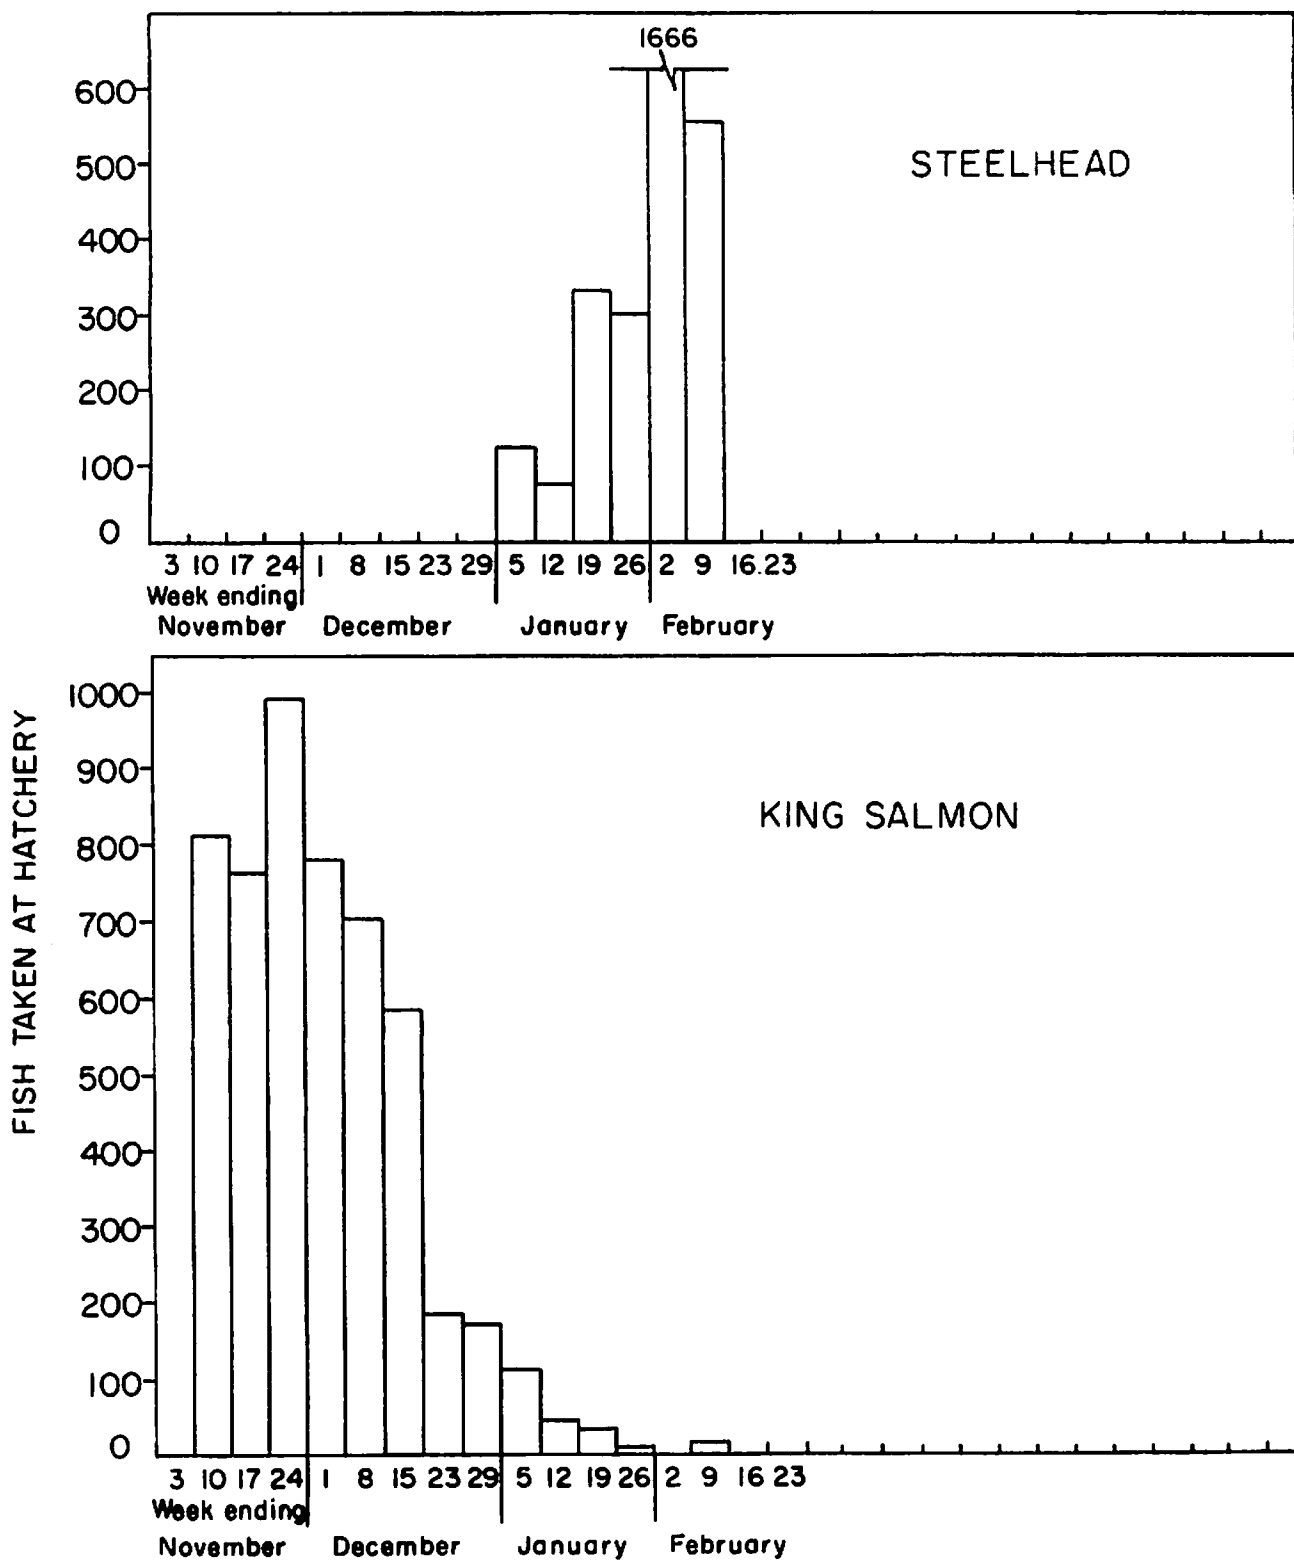 1666
600
500
STEELHEAD
400
300
200
100
0
3 10 17 24 1 8 15 23 29 5 12 19 26 2 9 16.23
Week ending
November December January February
FISH TAKEN AT HATCHERY
1000
900
KING SALMON
800
700
600
500
400
300
200
100
0
3 10 17 24 1 8 15 23 29 5 12 19 26 2 9 16 23
Week ending
November December January February